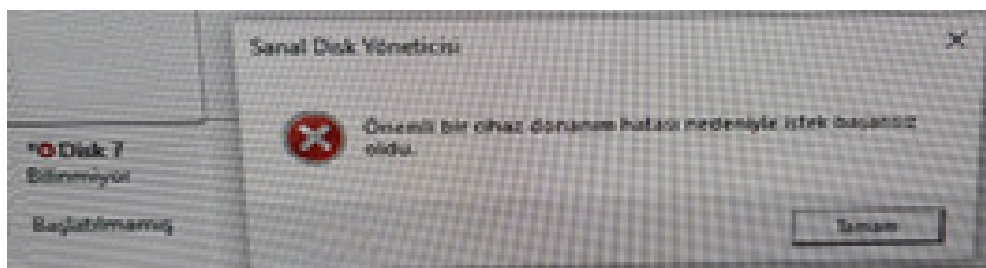 Sanal Disk Yöneticisi
Önemli bir cihaz donanım hatası nedeniyle istek başarısız
oldu.
Disk 7
Bilinmiyor
Başlatılmamış
Tamam